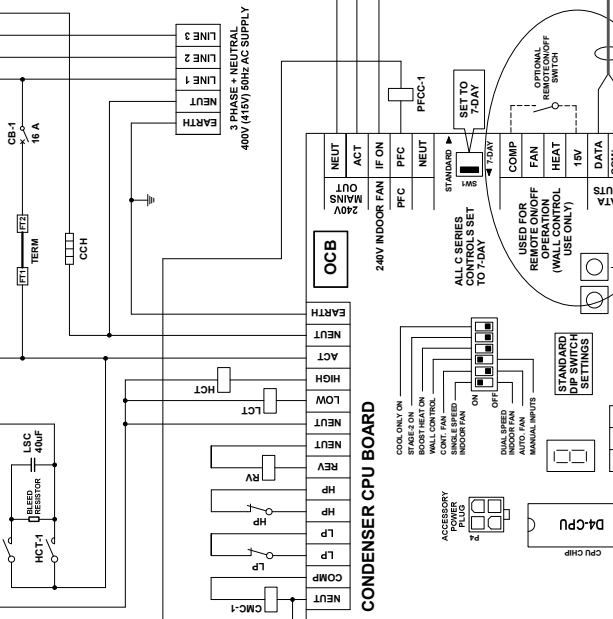 LINE 3
LINE 2
LINE 1
NEUT
EARTH
3 PHASE + NEUTRAL
400V (415V) 50Hz AC SUPPLY
CB-1
16 A
FT2
FT1
TERM
CCH
PFCC-1
SET TO
7-DAY
OPTIONAL
REMOTE ON/OFF
SWITCH
NEUT
ACT
IF ON
PFC
NEUT
240V
MAINS
OUT
240V INDOOR FAN
PFC
STANDARD
7-DAY
SW1
COMP
FAN
HEAT
15V
DATA
ALL C SERIES
CONTROLS SET
TO 7-DAY
USED FOR
REMOTE ON/OFF
OPERATION
(WALL CONTROL
USE ONLY)
OCB
EARTH
NEUT
ACT
HIGH
LOW
NEUT
NEUT
REV
HP
HP
LP
LP
COMP
NEUT
HCT
LCT
RV
HP
LP
CMC-1
CONDENSER CPU BOARD
COOL ONLY ON
STAGE-2 ON
BOOST HEAT ON
WALL CONTROL
CONT. FAN
SINGLE SPEED
INDOOR FAN
ON
OFF
DUAL SPEED
INDOOR FAN
AUTO. FAN
MANUAL INPUTS
STANDARD
DIP SWITCH
SETTINGS
LSC
40uF
BLEED
RESISTOR
HCT-1
ACCESSORY
POWER
PLUG
P4
D4-CPU
CPU CHIP